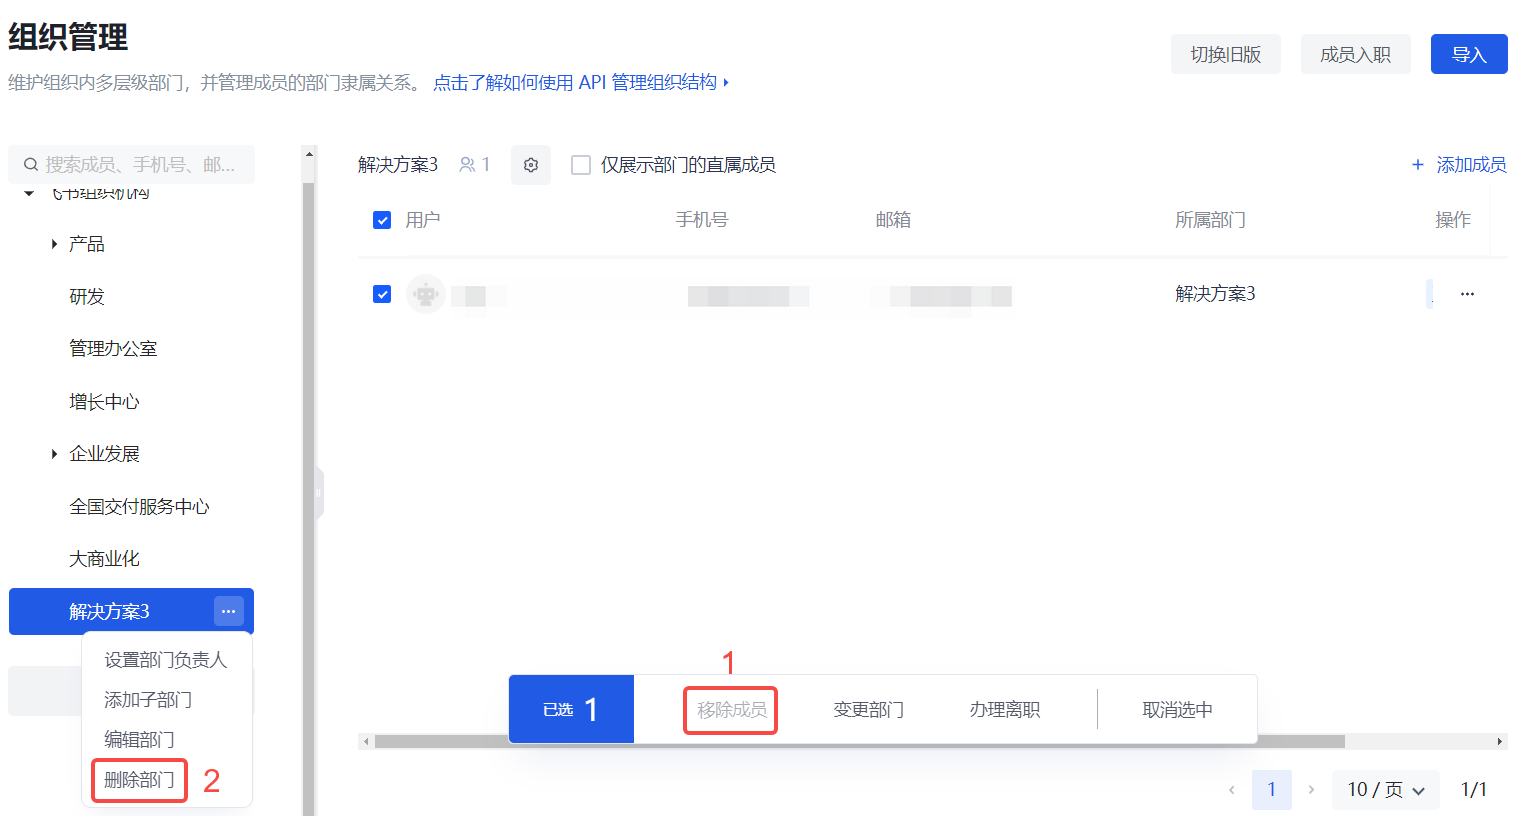 组织管理
维护组织内多层级部门，并管理成员的部门隶属关系。 点击了解如何使用 API 管理组织结构
切换旧版
成员入职
导入
搜索成员、手机号、邮...
飞书组织机构
产品
研发
管理办公室
增长中心
企业发展
全国交付服务中心
大商业化
解决方案3
设置部门负责人
添加子部门
编辑部门
删除部门 2
解决方案3 1 仅展示部门的直属成员 + 添加成员
用户 手机号 邮箱 所属部门 操作
解决方案3 ...
1
已选 1 移除成员 变更部门 办理离职 取消选中
1 10 / 页 1/1